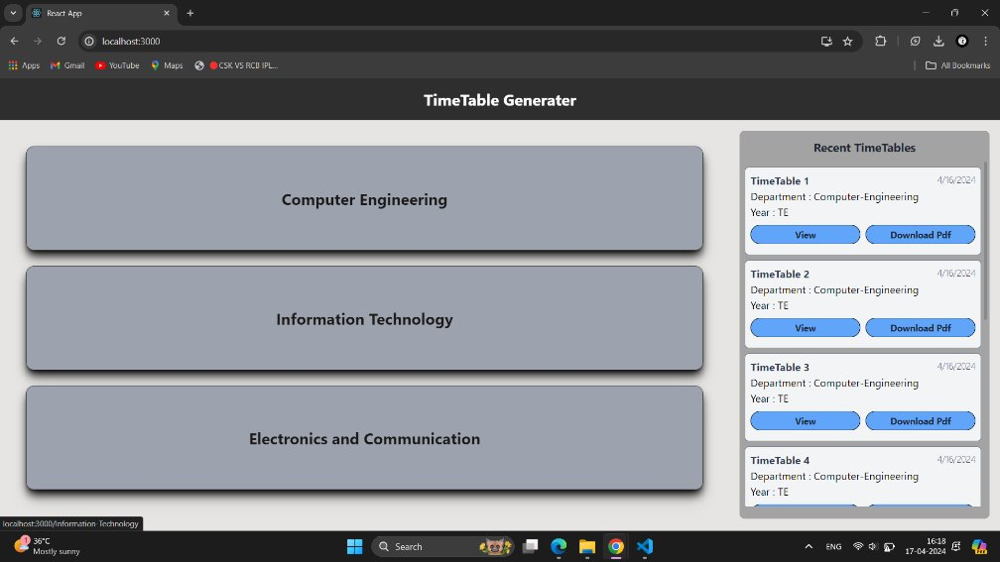 React App
localhost:3000
Apps Gmail YouTube Maps CSK VS RCB IPL... All Bookmarks
TimeTable Generater
Computer Engineering
Information Technology
Electronics and Communication
Recent TimeTables
TimeTable 1 4/16/2024
Department : Computer-Engineering
Year : TE
View Download Pdf
TimeTable 2 4/16/2024
Department : Computer-Engineering
Year : TE
View Download Pdf
TimeTable 3 4/16/2024
Department : Computer-Engineering
Year : TE
View Download Pdf
TimeTable 4 4/16/2024
Department : Computer-Engineering
Year : TE
localhost:3000/Information-Technology
1
36°C
Mostly sunny
Search
ENG
16:18
17-04-2024